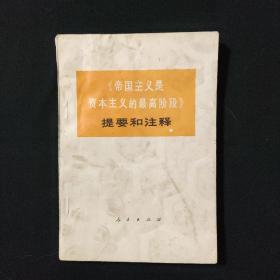 《帝国主义是
资本主义的最高阶段》
提要和注释
人民出版社